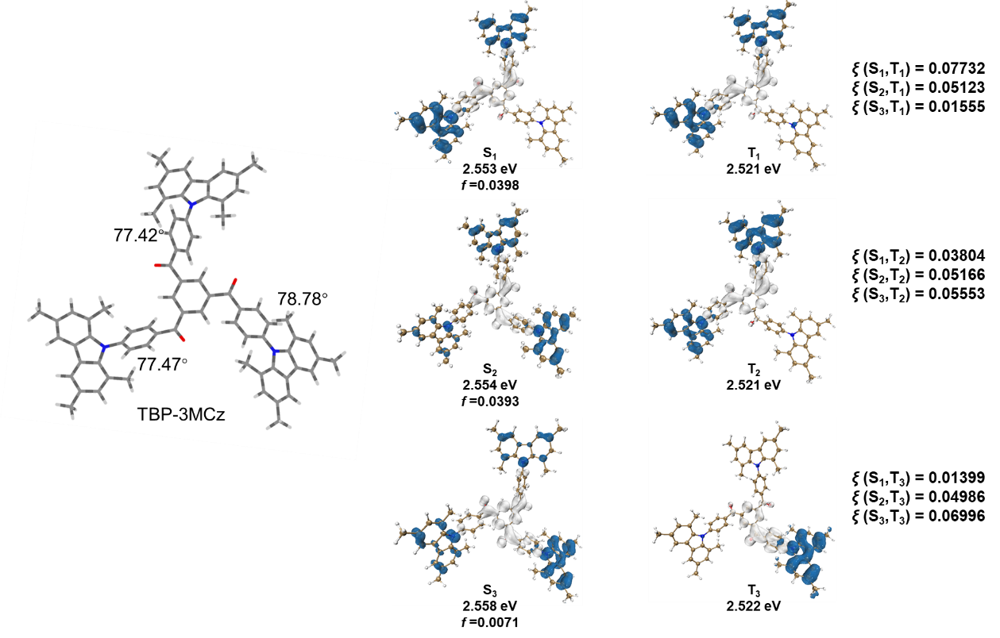 77.42°
78.78°
77.47°
TBP-3MCz
S₁
2.553 eV
f =0.0398
T₁
2.521 eV
ξ (S₁,T₁) = 0.07732
ξ (S₂,T₁) = 0.05123
ξ (S₃,T₁) = 0.01555
S₂
2.554 eV
f =0.0393
T₂
2.521 eV
ξ (S₁,T₂) = 0.03804
ξ (S₂,T₂) = 0.05166
ξ (S₃,T₂) = 0.05553
S₃
2.558 eV
f =0.0071
T₃
2.522 eV
ξ (S₁,T₃) = 0.01399
ξ (S₂,T₃) = 0.04986
ξ (S₃,T₃) = 0.06996